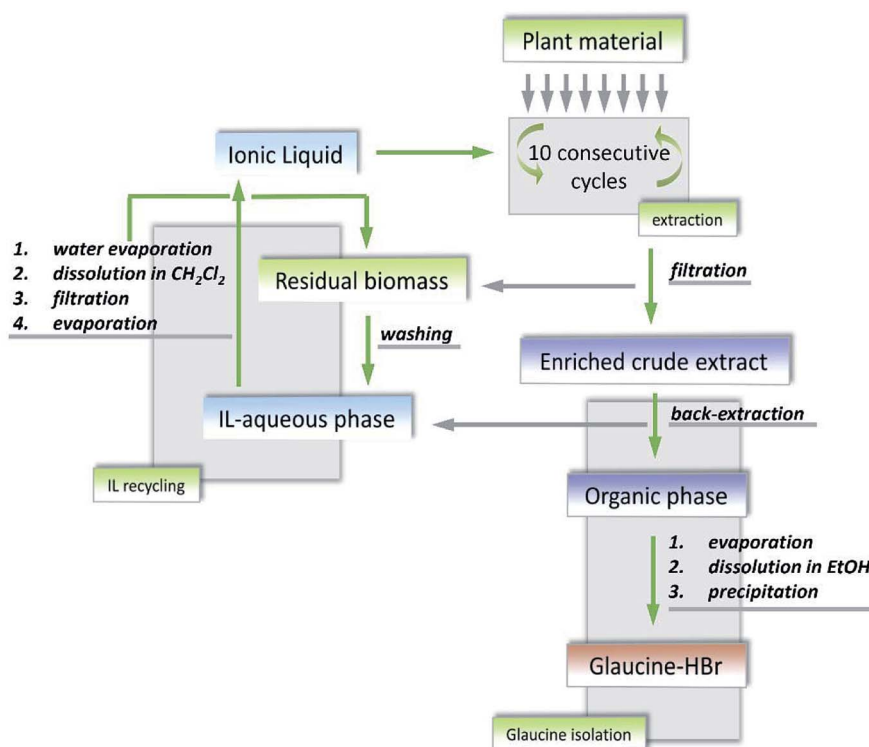 Plant material
Ionic Liquid
10 consecutive
cycles
extraction
1. water evaporation
2. dissolution in CH₂Cl₂
3. filtration
4. evaporation
Residual biomass
filtration
washing
Enriched crude extract
IL-aqueous phase
back-extraction
IL recycling
Organic phase
1. evaporation
2. dissolution in EtOH
3. precipitation
Glaucine-HBr
Glaucine isolation